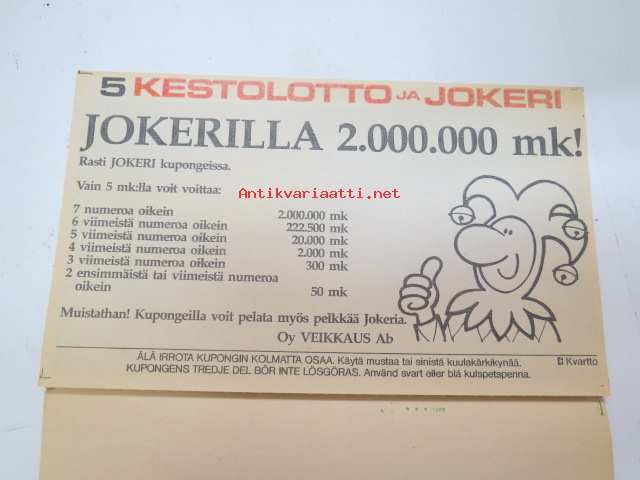 5 KESTOLOTTO JA JOKERI
JOKERILLA 2.000.000 mk!
Rasti JOKERI kupongeissa.
Vain 5 mk:lla voit voittaa:
Antikvariaatti.net
7 numeroa oikein 2.000.000 mk
6 viimeistä numeroa oikein 222.500 mk
5 viimeistä numeroa oikein 20.000 mk
4 viimeistä numeroa oikein 2.000 mk
3 viimeistä numeroa oikein 300 mk
2 ensimmäistä tai viimeistä numeroa
oikein 50 mk
Muistathan! Kupongeilla voit pelata myös pelkkää Jokeria.
Oy VEIKKAUS Ab
ÄLÄ IRROTA KUPONGIN KOLMATTA OSAA. Käytä mustaa tai sinistä kuulakärkikynää.
KUPONGENS TREDJE DEL BÖR INTE LÖSGÖRAS. Använd svart eller blå kulspetspenna.
Kvartto